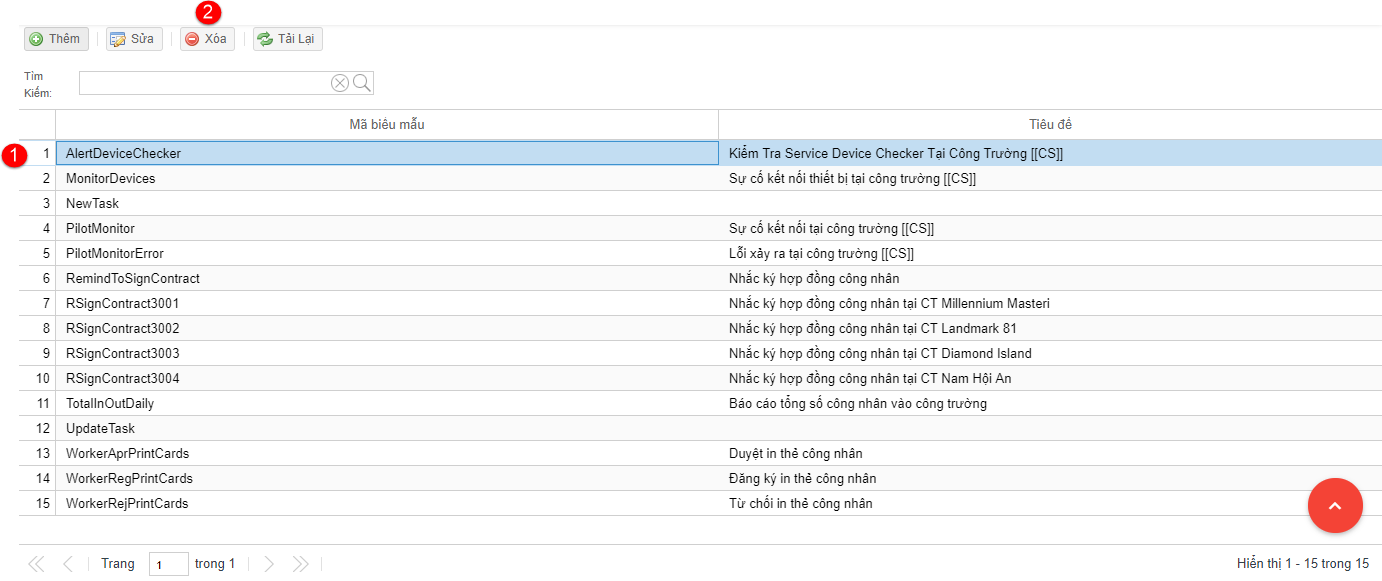 2
Thêm Sửa Xóa Tải Lại
Tìm
Kiếm:
Mã biểu mẫu Tiêu đề
1 1 AlertDeviceChecker Kiểm Tra Service Device Checker Tại Công Trường [[CS]]
2 MonitorDevices Sự cố kết nối thiết bị tại công trường [[CS]]
3 NewTask
4 PilotMonitor Sự cố kết nối tại công trường [[CS]]
5 PilotMonitorError Lỗi xảy ra tại công trường [[CS]]
6 RemindToSignContract Nhắc ký hợp đồng công nhân
7 RSignContract3001 Nhắc ký hợp đồng công nhân tại CT Millennium Masteri
8 RSignContract3002 Nhắc ký hợp đồng công nhân tại CT Landmark 81
9 RSignContract3003 Nhắc ký hợp đồng công nhân tại CT Diamond Island
10 RSignContract3004 Nhắc ký hợp đồng công nhân tại CT Nam Hội An
11 TotalInOutDaily Báo cáo tổng số công nhân vào công trường
12 UpdateTask
13 WorkerAprPrintCards Duyệt in thẻ công nhân
14 WorkerRegPrintCards Đăng ký in thẻ công nhân
15 WorkerRejPrintCards Từ chối in thẻ công nhân
Trang 1 trong 1 Hiển thị 1 - 15 trong 15